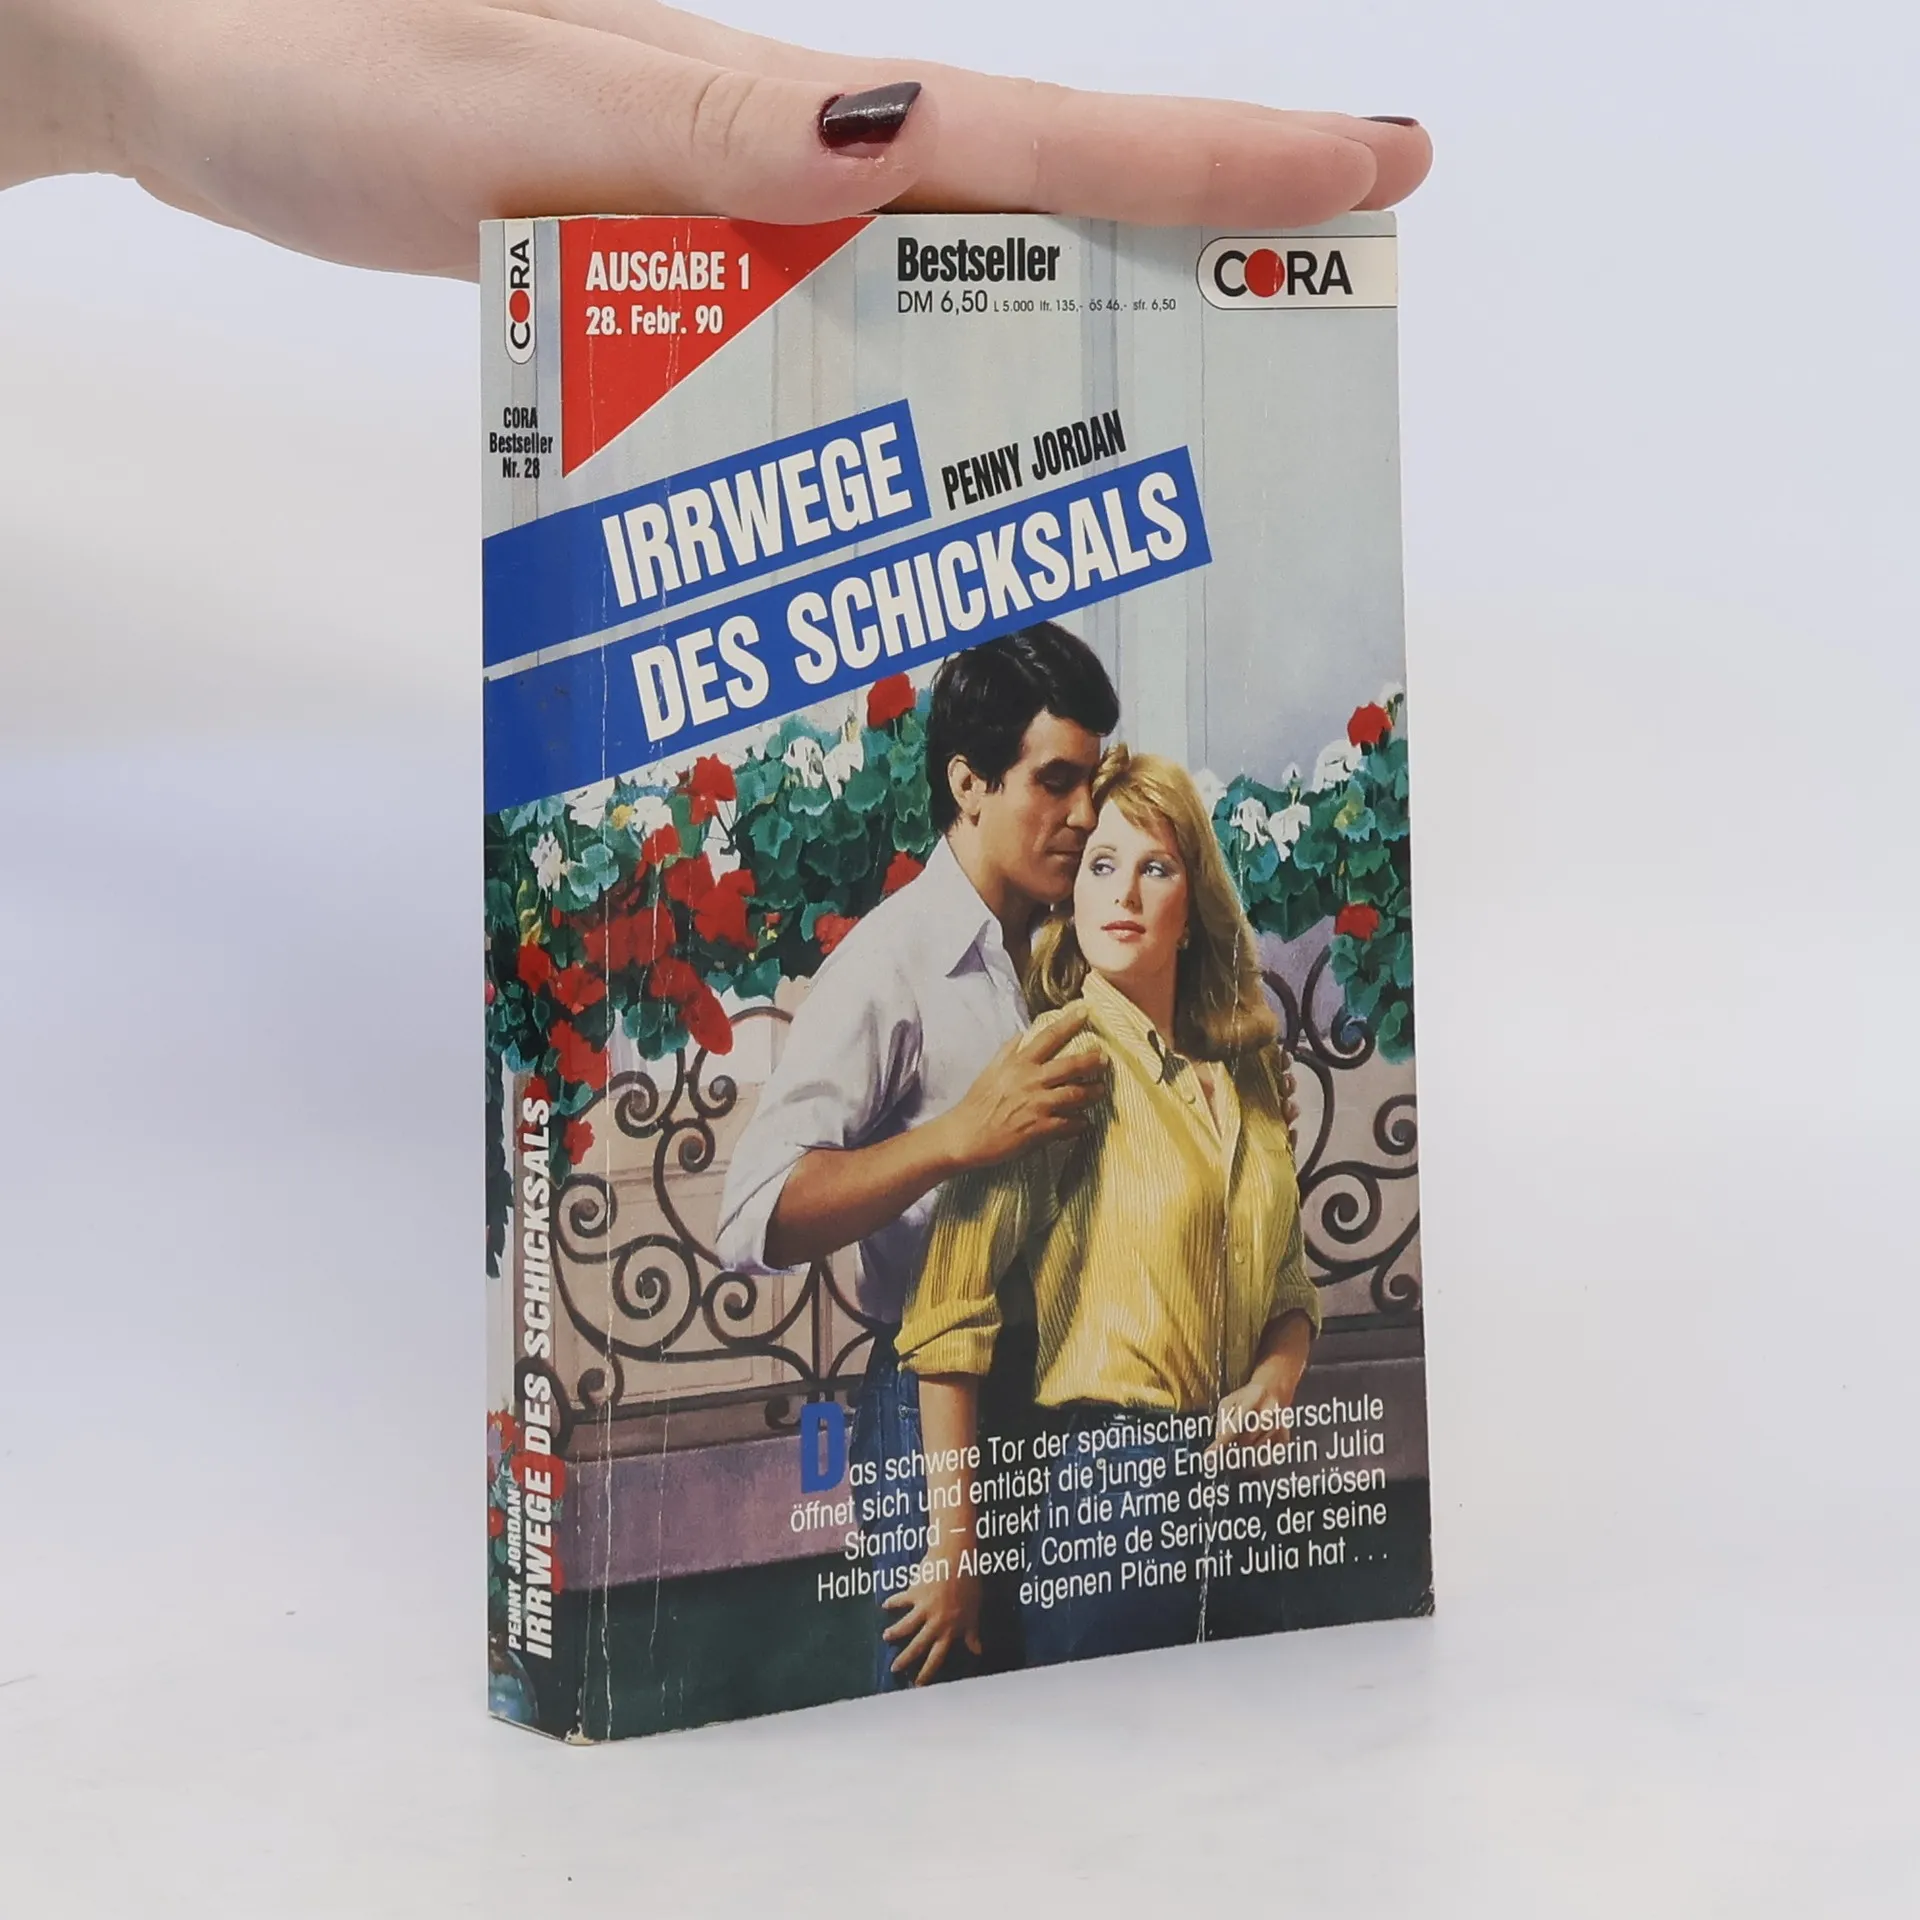 CORA
CORA
Bestseller
Nr. 28
PENNY JORDAN
IRRWEGE DES SCHICKSALS
AUSGABE 1
28. Febr. 90
Bestseller
DM 6,50 L 5.000 lfr. 135,- öS 46,- sfr. 6,50
CORA
IRRWEGE
PENNY JORDAN
DES SCHICKSALS
Das schwere Tor der spanischen Klosterschule
öffnet sich und entläßt die junge Engländerin Julia
Stanford – direkt in die Arme des mysteriösen
Halbrussen Alexei, Comte de Serivace, der seine
eigenen Pläne mit Julia hat . . .